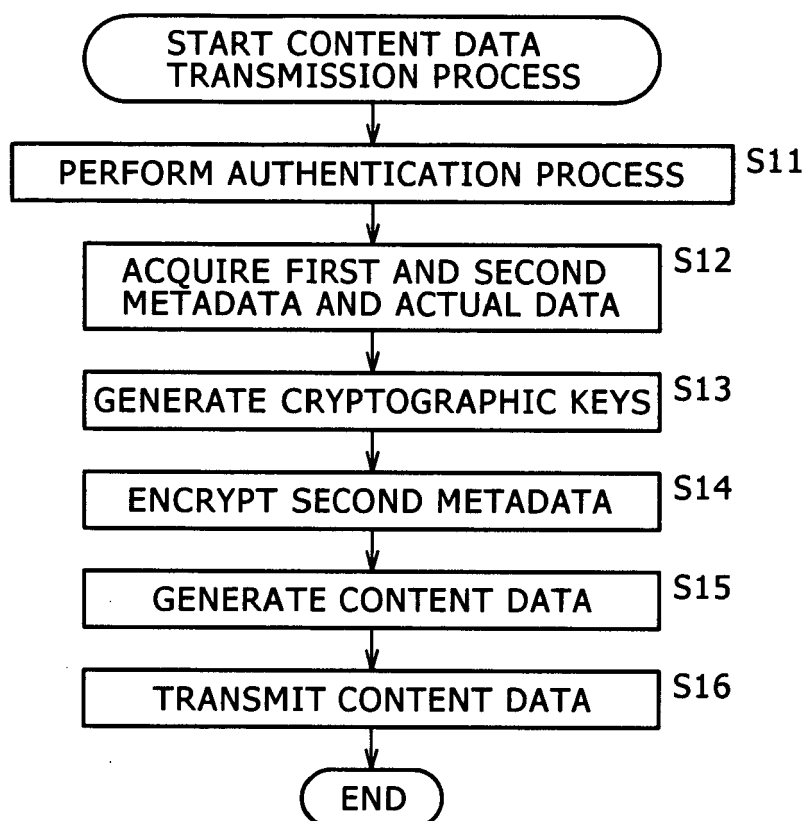 START CONTENT DATA
TRANSMISSION PROCESS
PERFORM AUTHENTICATION PROCESS
S11
ACQUIRE FIRST AND SECOND
METADATA AND ACTUAL DATA
S12
GENERATE CRYPTOGRAPHIC KEYS
S13
ENCRYPT SECOND METADATA
S14
GENERATE CONTENT DATA
S15
TRANSMIT CONTENT DATA
S16
END